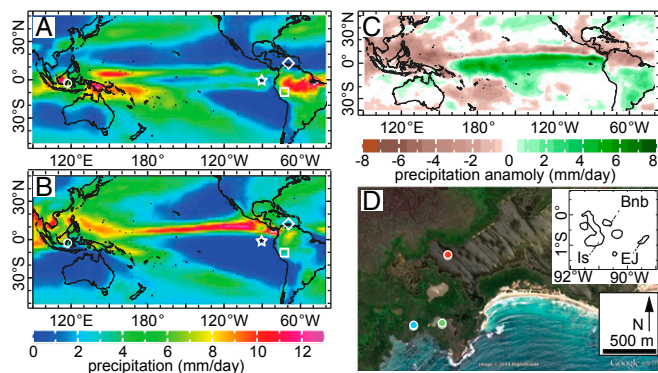 A
30°N
0°
30°S
120°E
180°
120°W
60°W
B
30°N
0°
30°S
120°E
180°
120°W
60°W
0 2 4 6 8 10 12
precipitation (mm/day)
C
30°N
0°
30°S
120°E
180°
120°W
60°W
-8 -6 -4 -2 0 2 4 6 8
precipitation anamoly (mm/day)
D
Bnb
0°
1°S
Is
EJ
92°W
90°W
N
500 m
Google